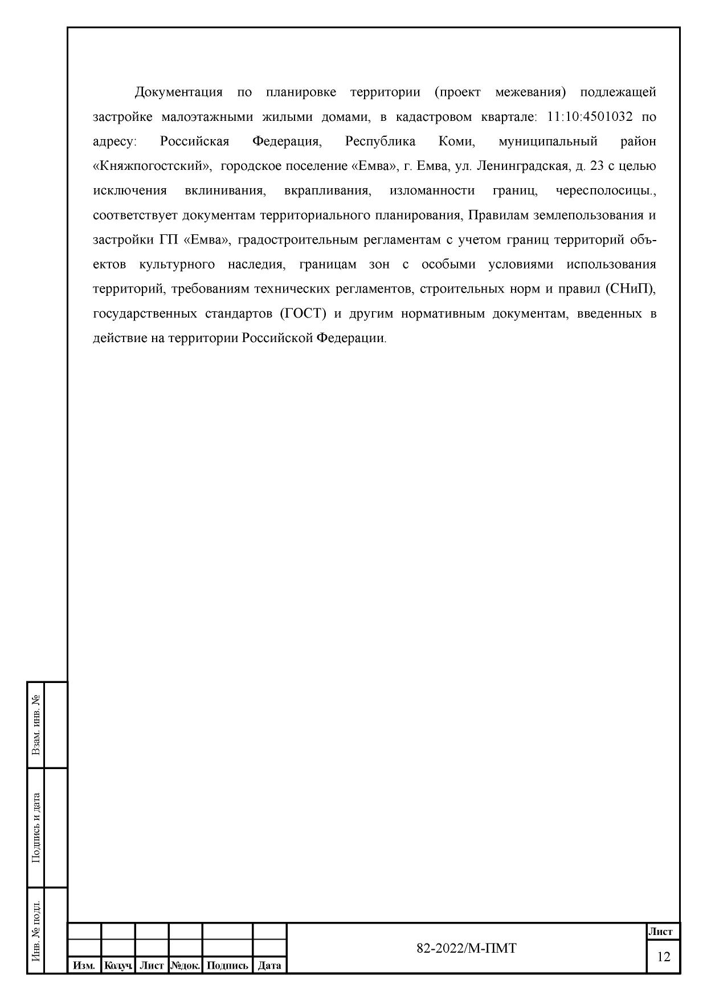 Документация по планировке территории (проект межевания) подлежащей
застройке малоэтажными жилыми домами, в кадастровом квартале: 11:10:4501032 по
адресу: Российская Федерация, Республика Коми, муниципальный район
«Княжпогостский», городское поселение «Емва», г. Емва, ул. Ленинградская, д. 23 с целью
исключения вклинивания, вкрапливания, изломанности границ, чересполосицы.,
соответствует документам территориального планирования, Правилам землепользования и
застройки ГП «Емва», градостроительным регламентам с учетом границ территорий объ-
ектов культурного наследия, границам зон с особыми условиями использования
территорий, требованиям технических регламентов, строительных норм и правил (СНиП),
государственных стандартов (ГОСТ) и другим нормативным документам, введенных в
действие на территории Российской Федерации.
Взам. инв. №
Подпись и дата
Инв. № подл.
Изм. Колуч. Лист №док. Подпись Дата
82-2022/М-ПМТ
Лист
12